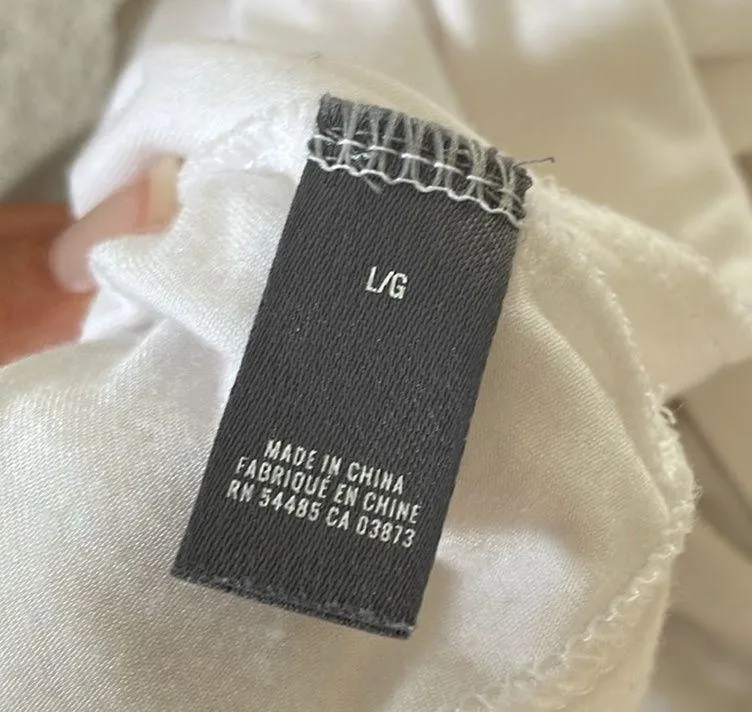 L/G
MADE IN CHINA
FABRIQUÉ EN CHINE
RN 54485 CA 03873